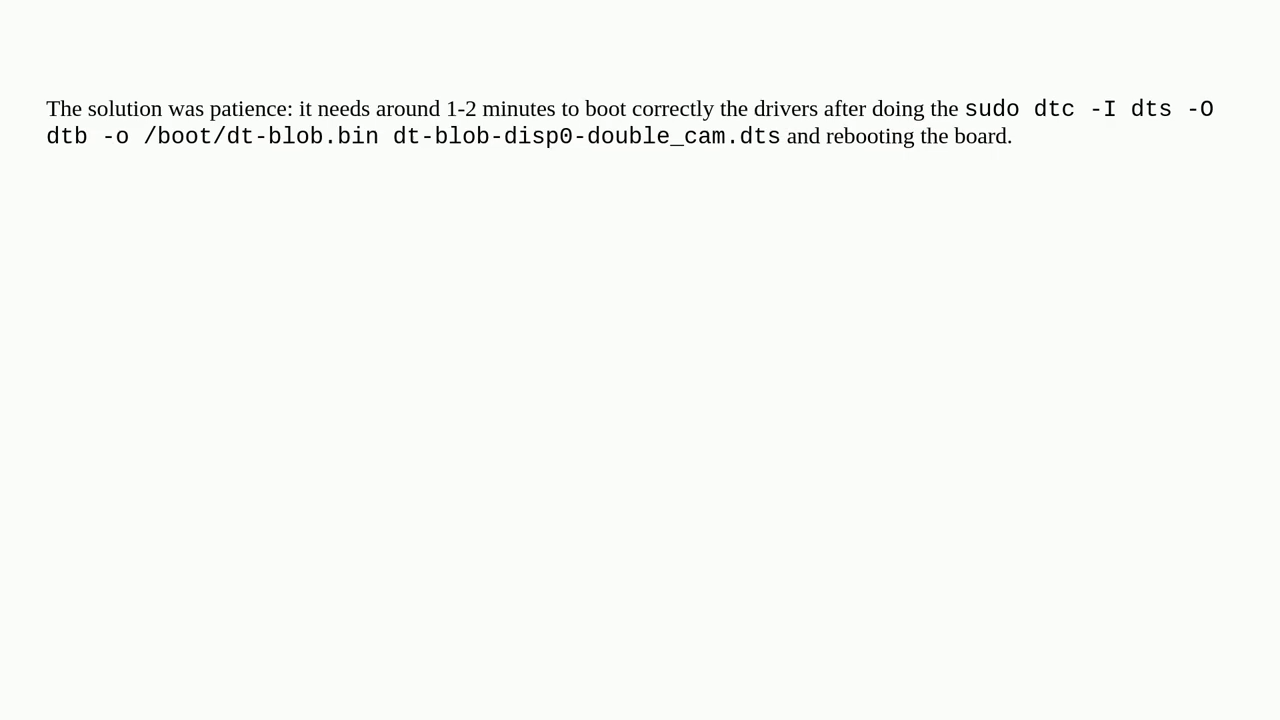 The solution was patience: it needs around 1-2 minutes to boot correctly the drivers after doing the sudo dtc -I dts -O
dtb -o /boot/dt-blob.bin dt-blob-disp0-double_cam.dts and rebooting the board.